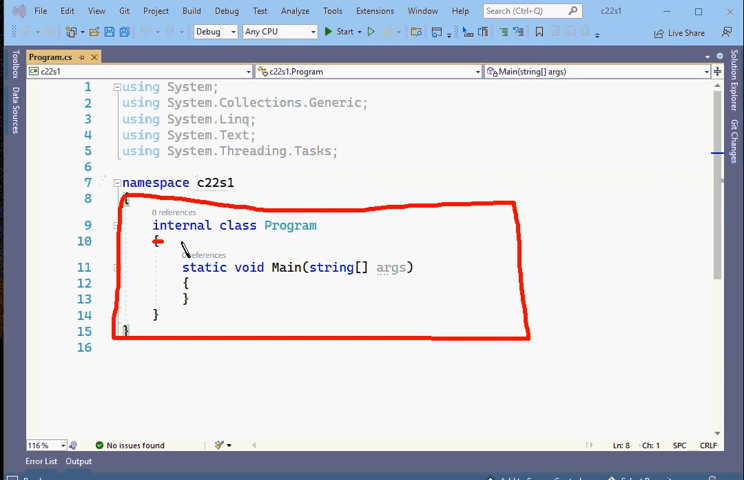 File Edit View Git Project Build Debug Test Analyze Tools Extensions Window Help Search (Ctrl+Q) c22s1
Debug Any CPU Start Live Share
Program.cs
c22s1 c22s1.Program Main(string[] args)
Toolbox
Data Sources
Solution Explorer
Git Changes
1 using System;
2 using System.Collections.Generic;
3 using System.Linq;
4 using System.Text;
5 using System.Threading.Tasks;
6
7 namespace c22s1
8 {
0 references
9 internal class Program
10 {
0 references
11 static void Main(string[] args)
12 {
13 }
14 }
15 }
16
116 % No issues found Ln: 8 Ch: 1 SPC CRLF
Error List Output